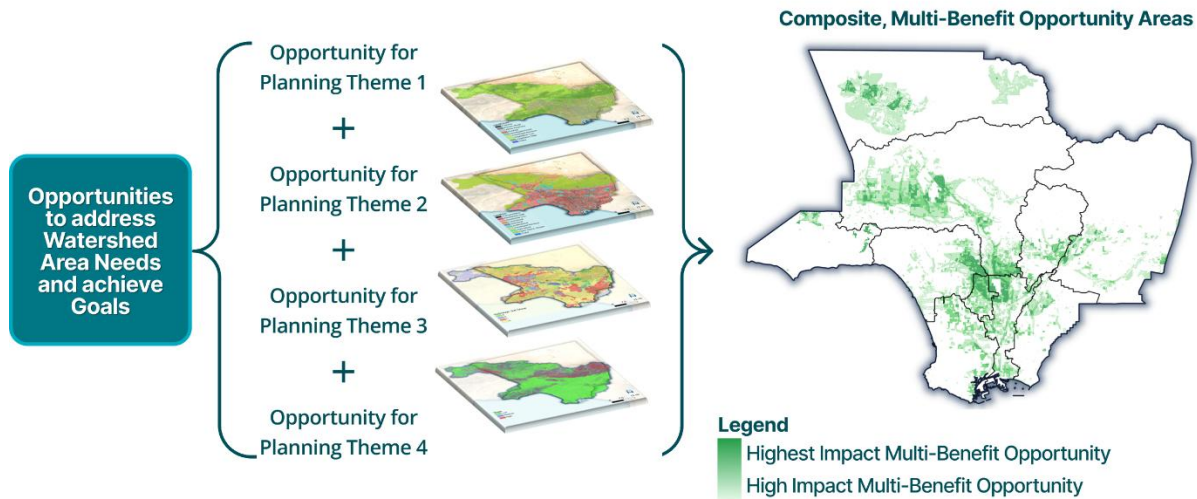 Opportunities
to address
Watershed
Area Needs
and achieve
Goals
Opportunity for
Planning Theme 1
+
Opportunity for
Planning Theme 2
+
Opportunity for
Planning Theme 3
+
Opportunity for
Planning Theme 4
Composite, Multi-Benefit Opportunity Areas
Legend
Highest Impact Multi-Benefit Opportunity
High Impact Multi-Benefit Opportunity